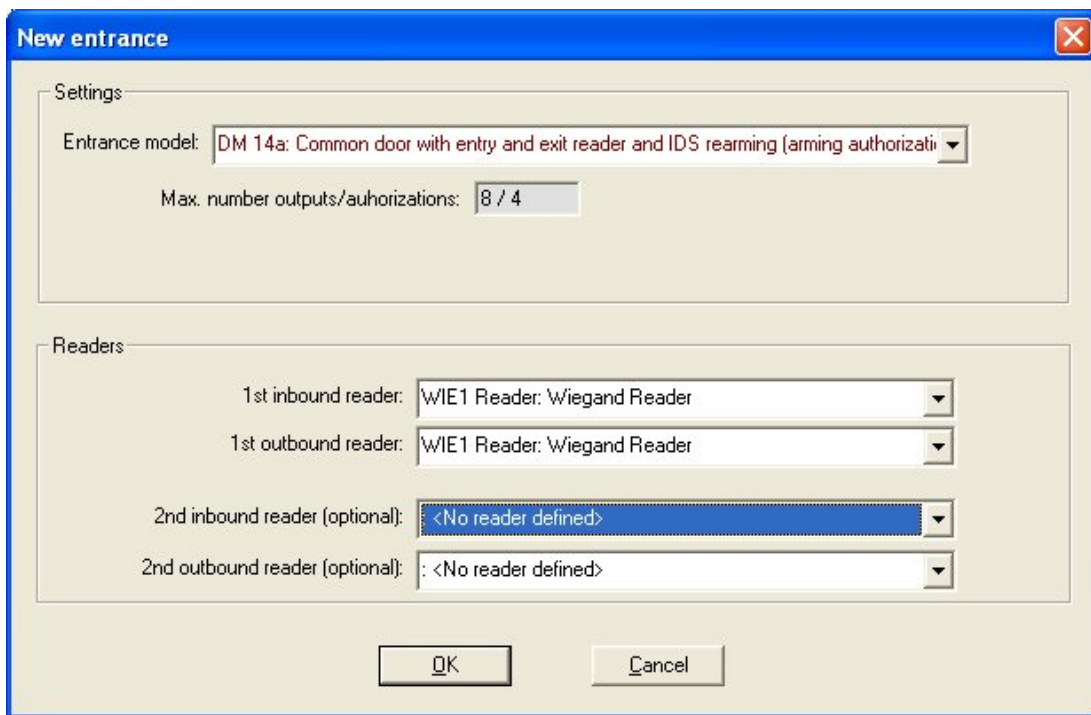 New entrance
Settings
Entrance model: DM 14a: Common door with entry and exit reader and IDS rearming (arming authorizati
Max. number outputs/auhorizations: 8 / 4
Readers
1st inbound reader: WIE1 Reader: Wiegand Reader
1st outbound reader: WIE1 Reader: Wiegand Reader
2nd inbound reader (optional): : <No reader defined>
2nd outbound reader (optional): : <No reader defined>
OK Cancel